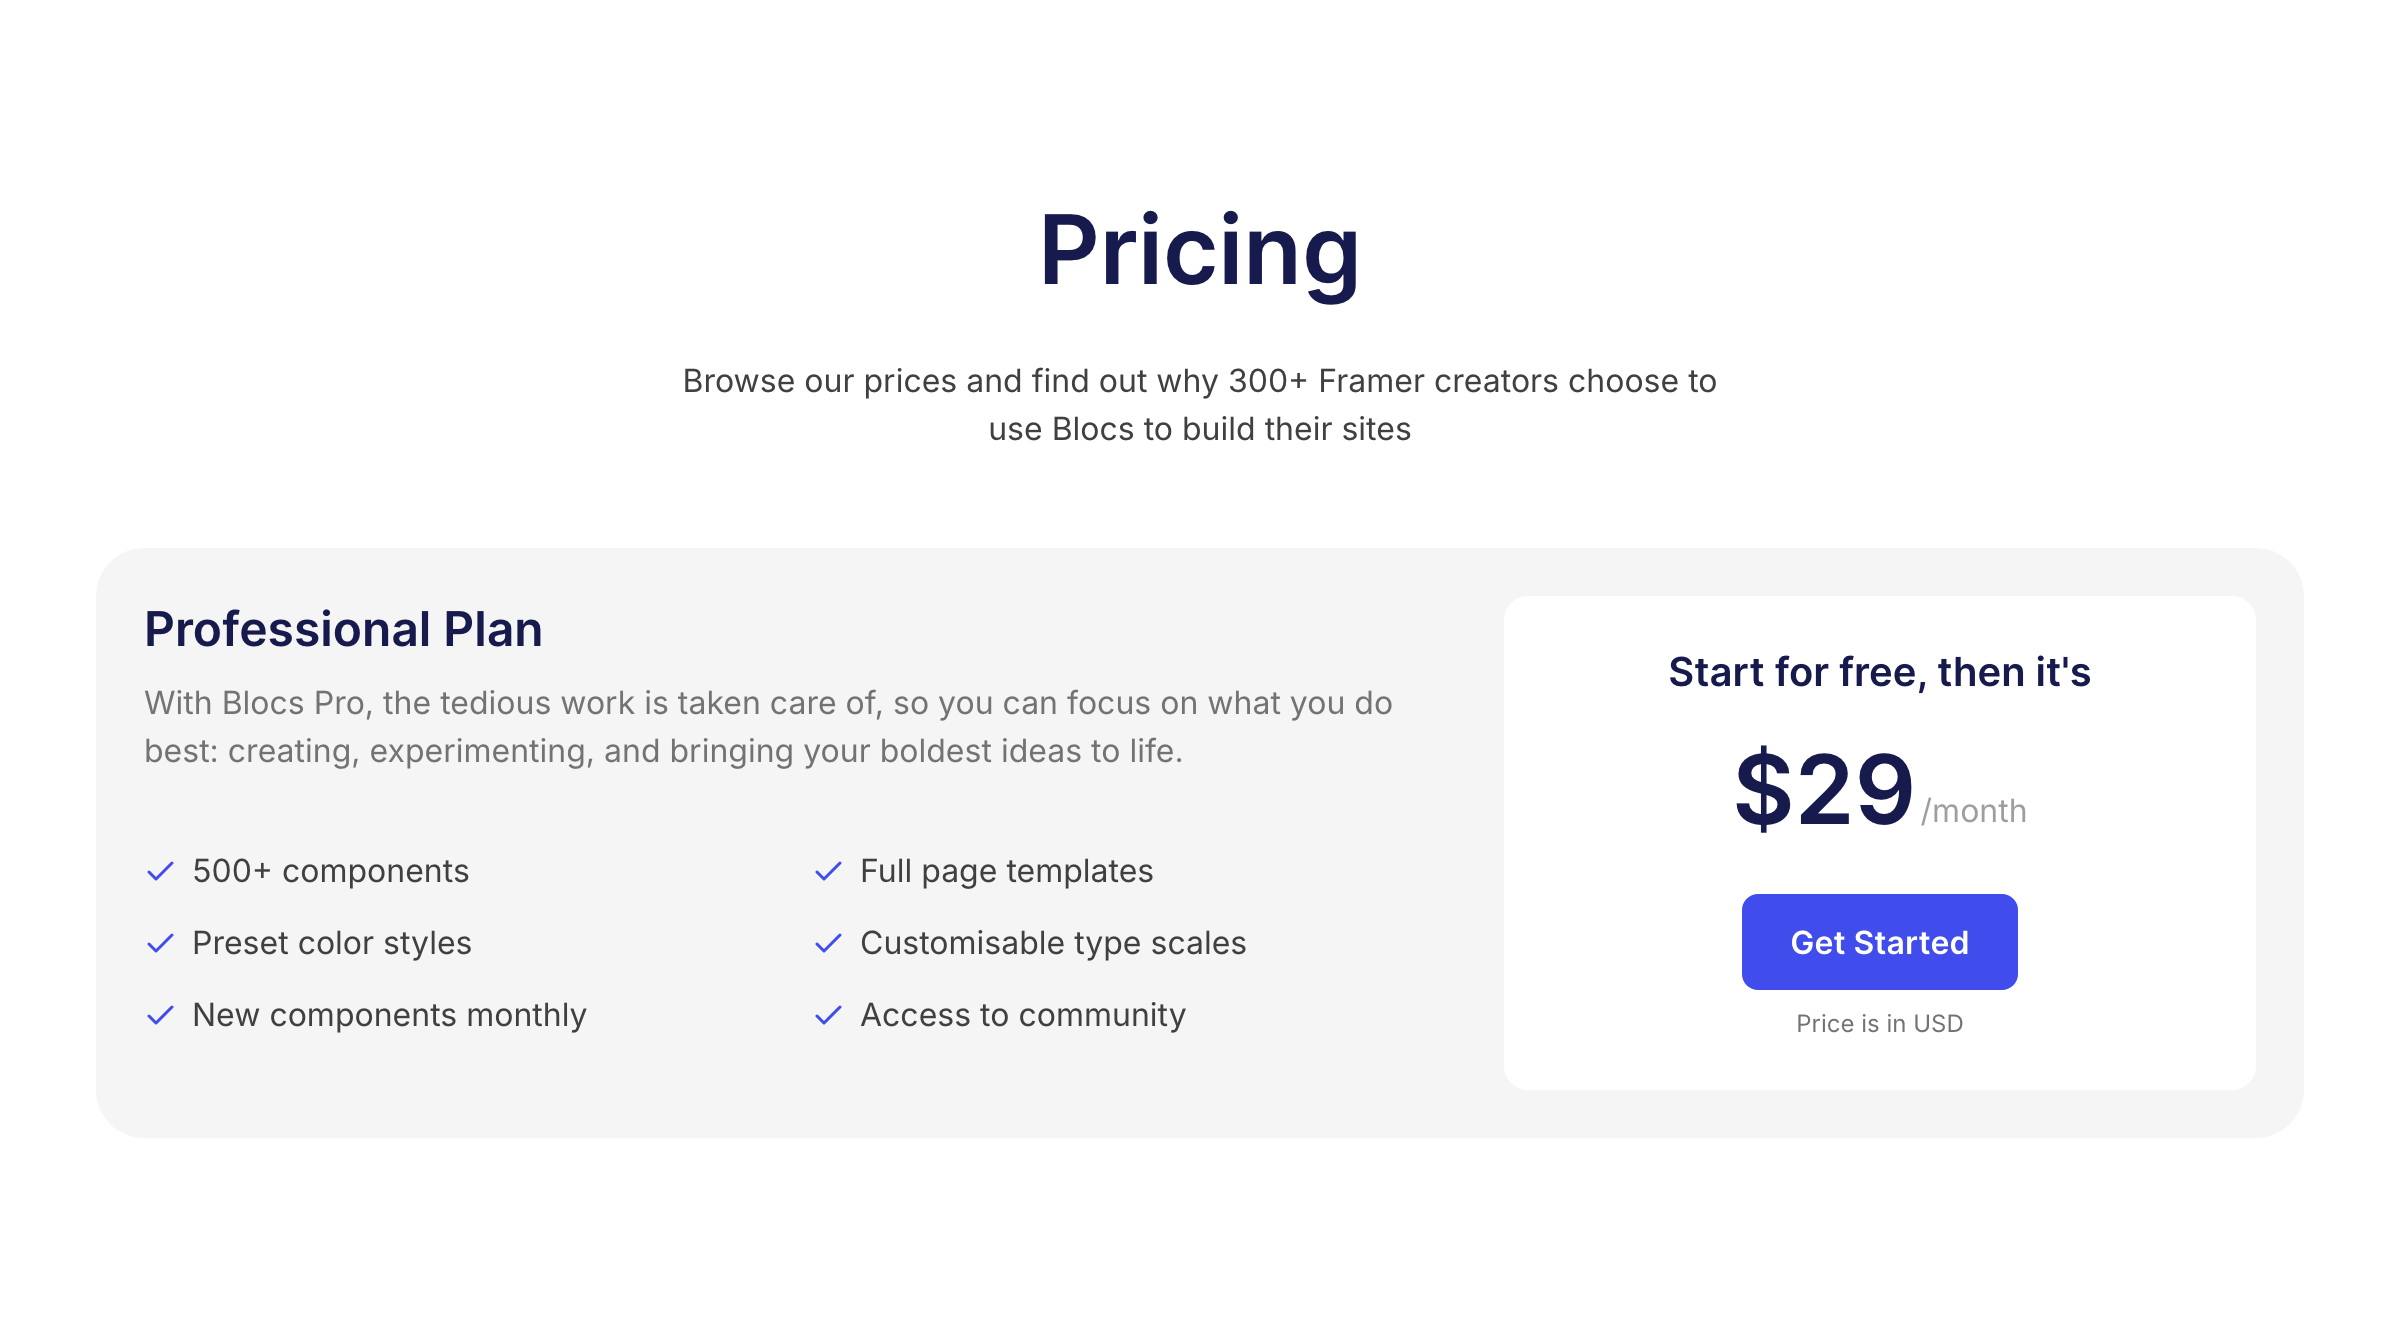 Pricing
Browse our prices and find out why 300+ Framer creators choose to
use Blocs to build their sites
Professional Plan
With Blocs Pro, the tedious work is taken care of, so you can focus on what you do
best: creating, experimenting, and bringing your boldest ideas to life.
500+ components
Full page templates
Preset color styles
Customisable type scales
New components monthly
Access to community
Start for free, then it's
$29 /month
Get Started
Price is in USD